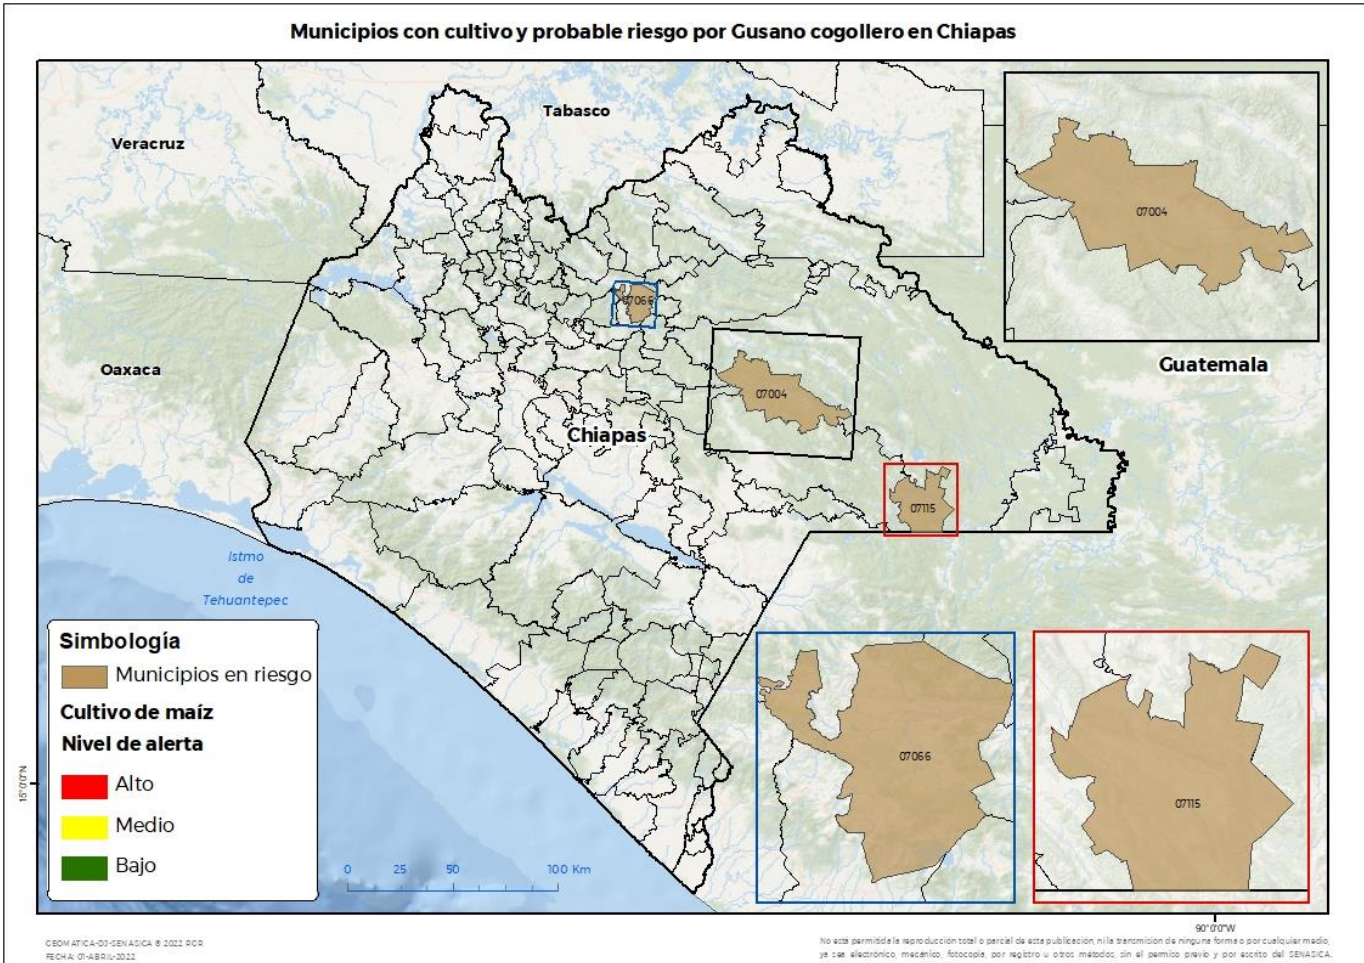 Municipios con cultivo y probable riesgo por Gusano cogollero en Chiapas
Tabasco
Veracruz
07004
07066
Oaxaca
Guatemala
07004
Chiapas
07115
Istmo
de
Tehuantepec
Simbología
Municipios en riesgo
Cultivo de maíz
Nivel de alerta
Alto
Medio
Bajo
0 25 50 100 Km
07066
07115
15°0'0"N
90°0'0"W
GEOMATICA-D3-SENASICA © 2022 RCR
FECHA: 01-ABRIL-2022
No está permitida la reproducción total o parcial de esta publicación, ni la transmisión de ninguna forma o por cualquier medio,
ya sea electrónico, mecánico, fotocopia, por registro u otros métodos, sin el permiso previo y por escrito del SENASICA.